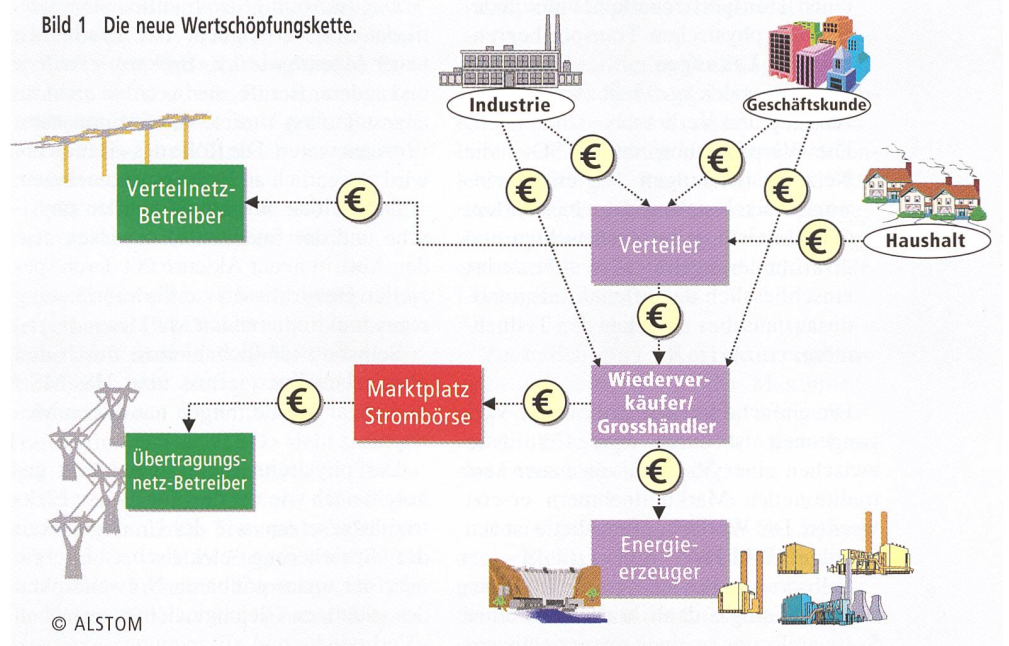 Bild 1 Die neue Wertschöpfungskette.
Industrie
Geschäftskunde
Verteilnetz-
Betreiber
€
€
€
€
€
Verteiler
€
Haushalt
€
Marktplatz
Strombörse
€
€
Wiederver-
käufer/
Grosshändler
Übertragungs-
netz-Betreiber
€
Energie-
erzeuger
© ALSTOM